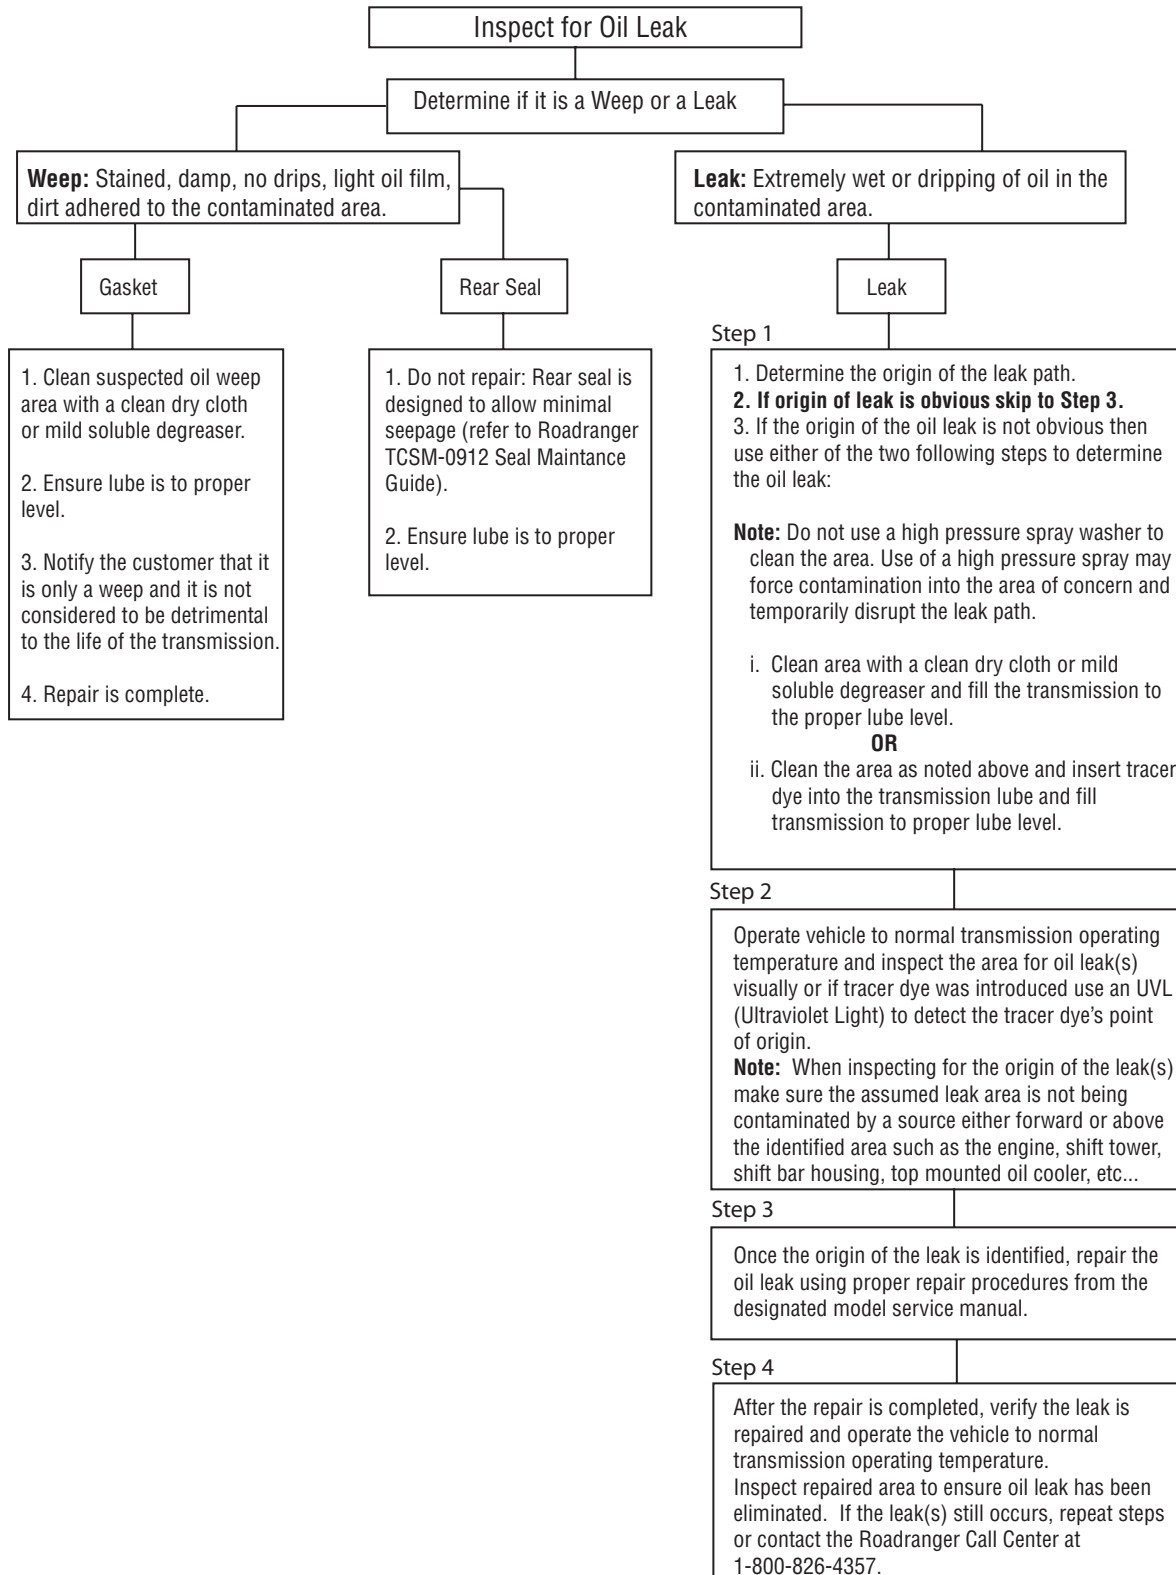 Inspect for Oil Leak
Determine if it is a Weep or a Leak
Weep: Stained, damp, no drips, light oil film,
dirt adhered to the contaminated area.
Leak: Extremely wet or dripping of oil in the
contaminated area.
Gasket
Rear Seal
Leak
1. Clean suspected oil weep
area with a clean dry cloth
or mild soluble degreaser.
2. Ensure lube is to proper
level.
3. Notify the customer that it
is only a weep and it is not
considered to be detrimental
to the life of the transmission.
4. Repair is complete.
1. Do not repair: Rear seal is
designed to allow minimal
seepage (refer to Roadranger
TCSM-0912 Seal Maintance
Guide).
2. Ensure lube is to proper
level.
Step 1
1. Determine the origin of the leak path.
2. If origin of leak is obvious skip to Step 3.
3. If the origin of the oil leak is not obvious then
use either of the two following steps to determine
the oil leak:
Note: Do not use a high pressure spray washer to
clean the area. Use of a high pressure spray may
force contamination into the area of concern and
temporarily disrupt the leak path.
i. Clean area with a clean dry cloth or mild
soluble degreaser and fill the transmission to
the proper lube level.
OR
ii. Clean the area as noted above and insert tracer
dye into the transmission lube and fill
transmission to proper lube level.
Step 2
Operate vehicle to normal transmission operating
temperature and inspect the area for oil leak(s)
visually or if tracer dye was introduced use an UVL
(Ultraviolet Light) to detect the tracer dye's point
of origin.
Note: When inspecting for the origin of the leak(s)
make sure the assumed leak area is not being
contaminated by a source either forward or above
the identified area such as the engine, shift tower,
shift bar housing, top mounted oil cooler, etc...
Step 3
Once the origin of the leak is identified, repair the
oil leak using proper repair procedures from the
designated model service manual.
Step 4
After the repair is completed, verify the leak is
repaired and operate the vehicle to normal
transmission operating temperature.
Inspect repaired area to ensure oil leak has been
eliminated. If the leak(s) still occurs, repeat steps
or contact the Roadranger Call Center at
1-800-826-4357.